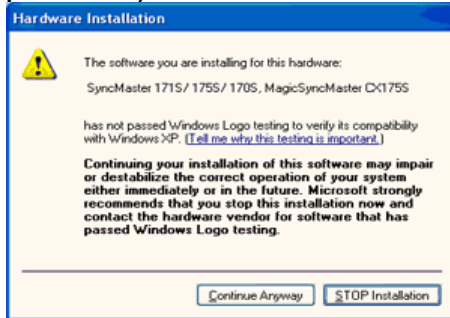 Hardware Installation
The software you are installing for this hardware:
SyncMaster 171S/ 175S/ 170S, MagicSyncMaster CX175S
has not passed Windows Logo testing to verify its compatibility
with Windows XP. (Tell me why this testing is important.)
Continuing your installation of this software may impair
or destabilize the correct operation of your system
either immediately or in the future. Microsoft strongly
recommends that you stop this installation now and
contact the hardware vendor for software that has
passed Windows Logo testing.
Continue Anyway
STOP Installation